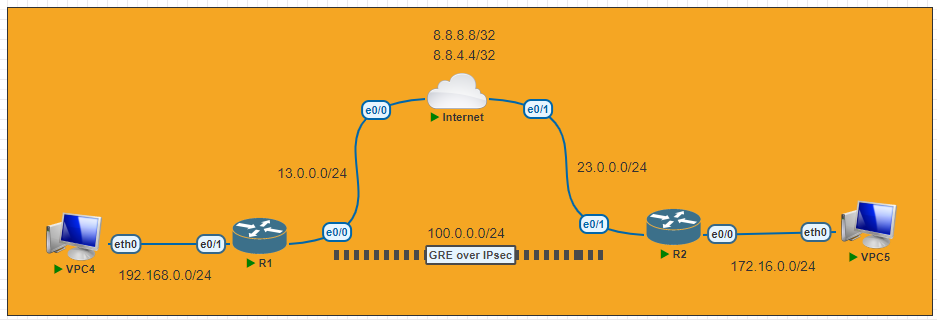 8.8.8.8/32
8.8.4.4/32
e0/0
e0/1
Internet
13.0.0.0/24
23.0.0.0/24
eth0
e0/1
e0/0
100.0.0.0/24
e0/1
e0/0
eth0
VPC4
192.168.0.0/24
R1
GRE over IPsec
R2
172.16.0.0/24
VPC5